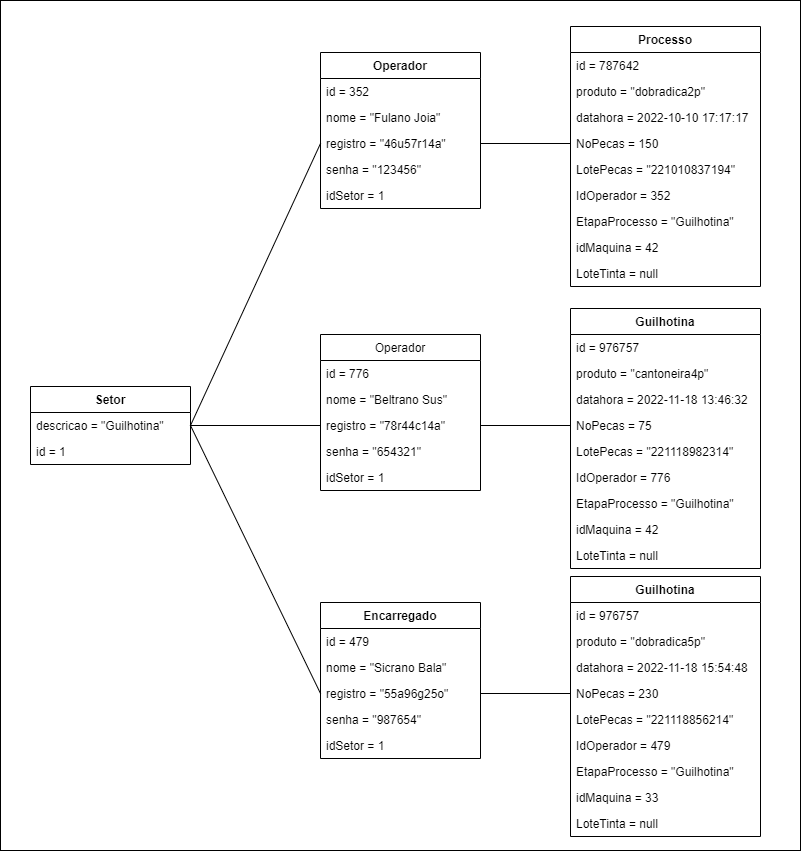 Processo
id = 787642
produto = "dobradica2p"
datahora = 2022-10-10 17:17:17
NoPecas = 150
LotePecas = "221010837194"
IdOperador = 352
EtapaProcesso = "Guilhotina"
idMaquina = 42
LoteTinta = null
Operador
id = 352
nome = "Fulano Joia"
registro = "46u57r14a"
senha = "123456"
idSetor = 1
Guilhotina
id = 976757
produto = "cantoneira4p"
datahora = 2022-11-18 13:46:32
NoPecas = 75
LotePecas = "221118982314"
IdOperador = 776
EtapaProcesso = "Guilhotina"
idMaquina = 42
LoteTinta = null
Operador
id = 776
nome = "Beltrano Sus"
registro = "78r44c14a"
senha = "654321"
idSetor = 1
Setor
descricao = "Guilhotina"
id = 1
Guilhotina
id = 976757
produto = "dobradica5p"
datahora = 2022-11-18 15:54:48
NoPecas = 230
LotePecas = "221118856214"
IdOperador = 479
EtapaProcesso = "Guilhotina"
idMaquina = 33
LoteTinta = null
Encarregado
id = 479
nome = "Sicrano Bala"
registro = "55a96g25o"
senha = "987654"
idSetor = 1